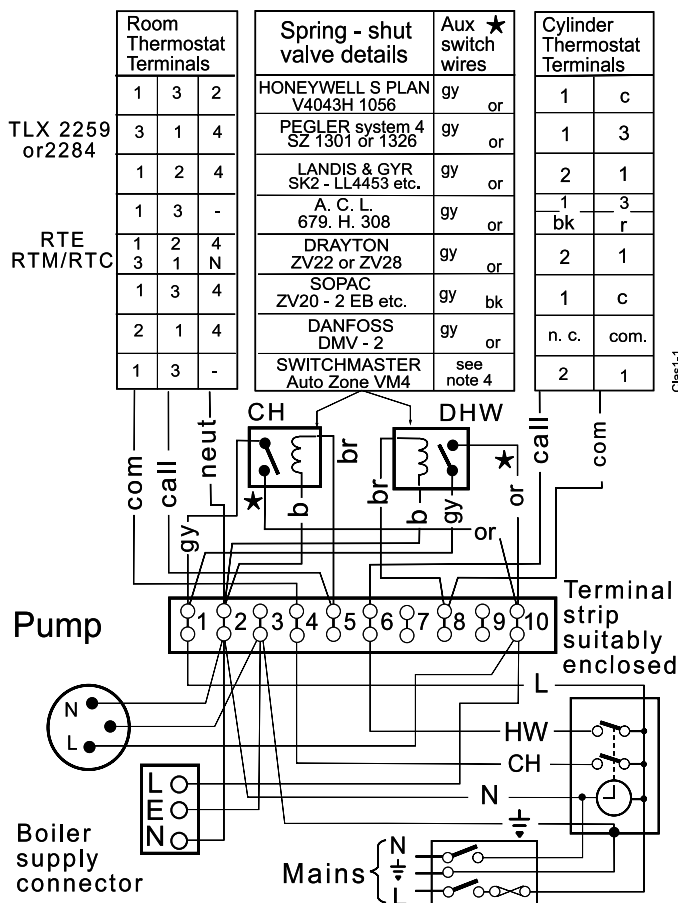 Room
Thermostat
Terminals
Spring - shut
valve details
Aux ★
switch
wires
Cylinder
Thermostat
Terminals
1 3 2
HONEYWELL S PLAN
V4043H 1056
gy or
1 c
TLX 2259
or2284
3 1 4
PEGLER system 4
SZ 1301 or 1326
gy or
1 3
1 2 4
LANDIS & GYR
SK2 - LL4453 etc.
gy or
2 1
1 3 -
A. C. L.
679. H. 308
gy or
1 3
bk r
RTE
RTM/RTC
1 2 4
3 1 N
DRAYTON
ZV22 or ZV28
gy or
2 1
1 3 4
SOPAC
ZV20 - 2 EB etc.
gy bk
1 c
2 1 4
DANFOSS
DMV - 2
gy or
n. c. com.
1 3 -
SWITCHMASTER
Auto Zone VM4
see
note 4
2 1
Clas1-1
CH
DHW
com
call
neut
gy
★
b
br
br
b
gy
★
or
or
call
com
1 2 3 4 5 6 7 8 9 10
Terminal
strip
suitably
enclosed
Pump
N
L
L
HW
CH
N
L
E
N
Boiler
supply
connector
Mains
N
L